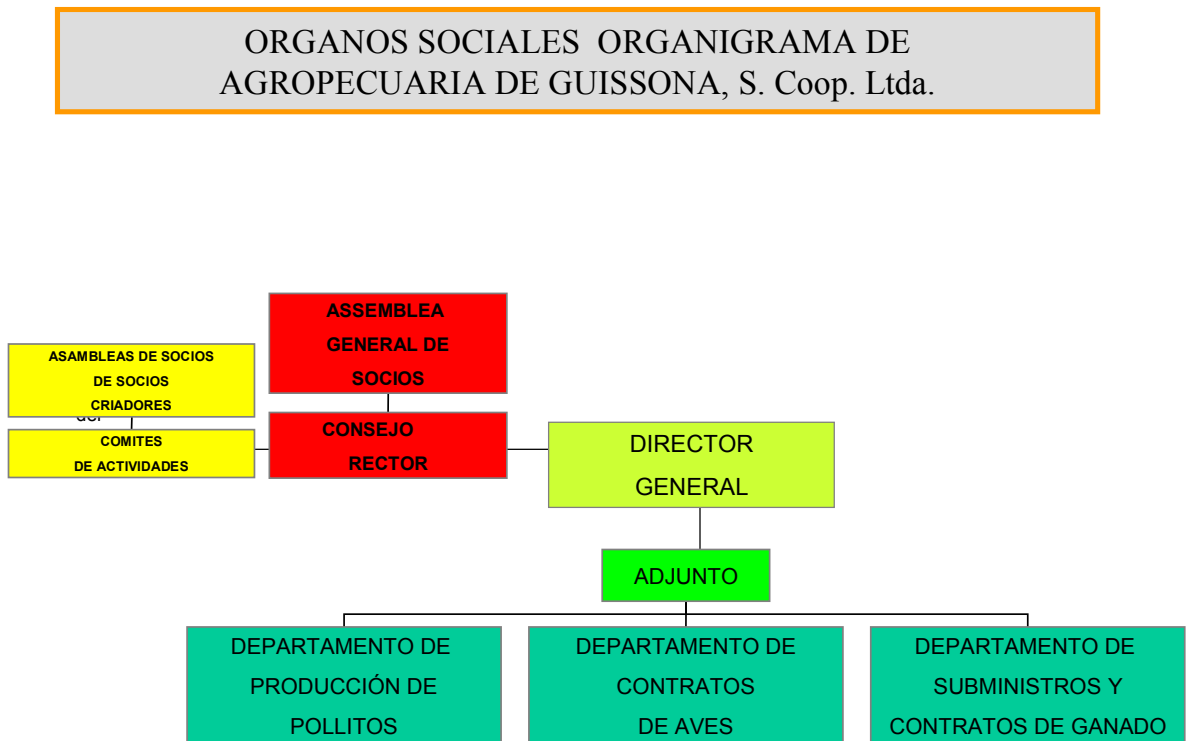 ORGANOS SOCIALES ORGANIGRAMA DE
AGROPECUARIA DE GUISSONA, S. Coop. Ltda.
ASSEMBLEA
GENERAL DE
SOCIOS
ASAMBLEAS DE SOCIOS
DE SOCIOS
CRIADORES
COMITES
DE ACTIVIDADES
CONSEJO
RECTOR
DIRECTOR
GENERAL
ADJUNTO
DEPARTAMENTO DE
PRODUCCIÓN DE
POLLITOS
DEPARTAMENTO DE
CONTRATOS
DE AVES
DEPARTAMENTO DE
SUBMINISTROS Y
CONTRATOS DE GANADO